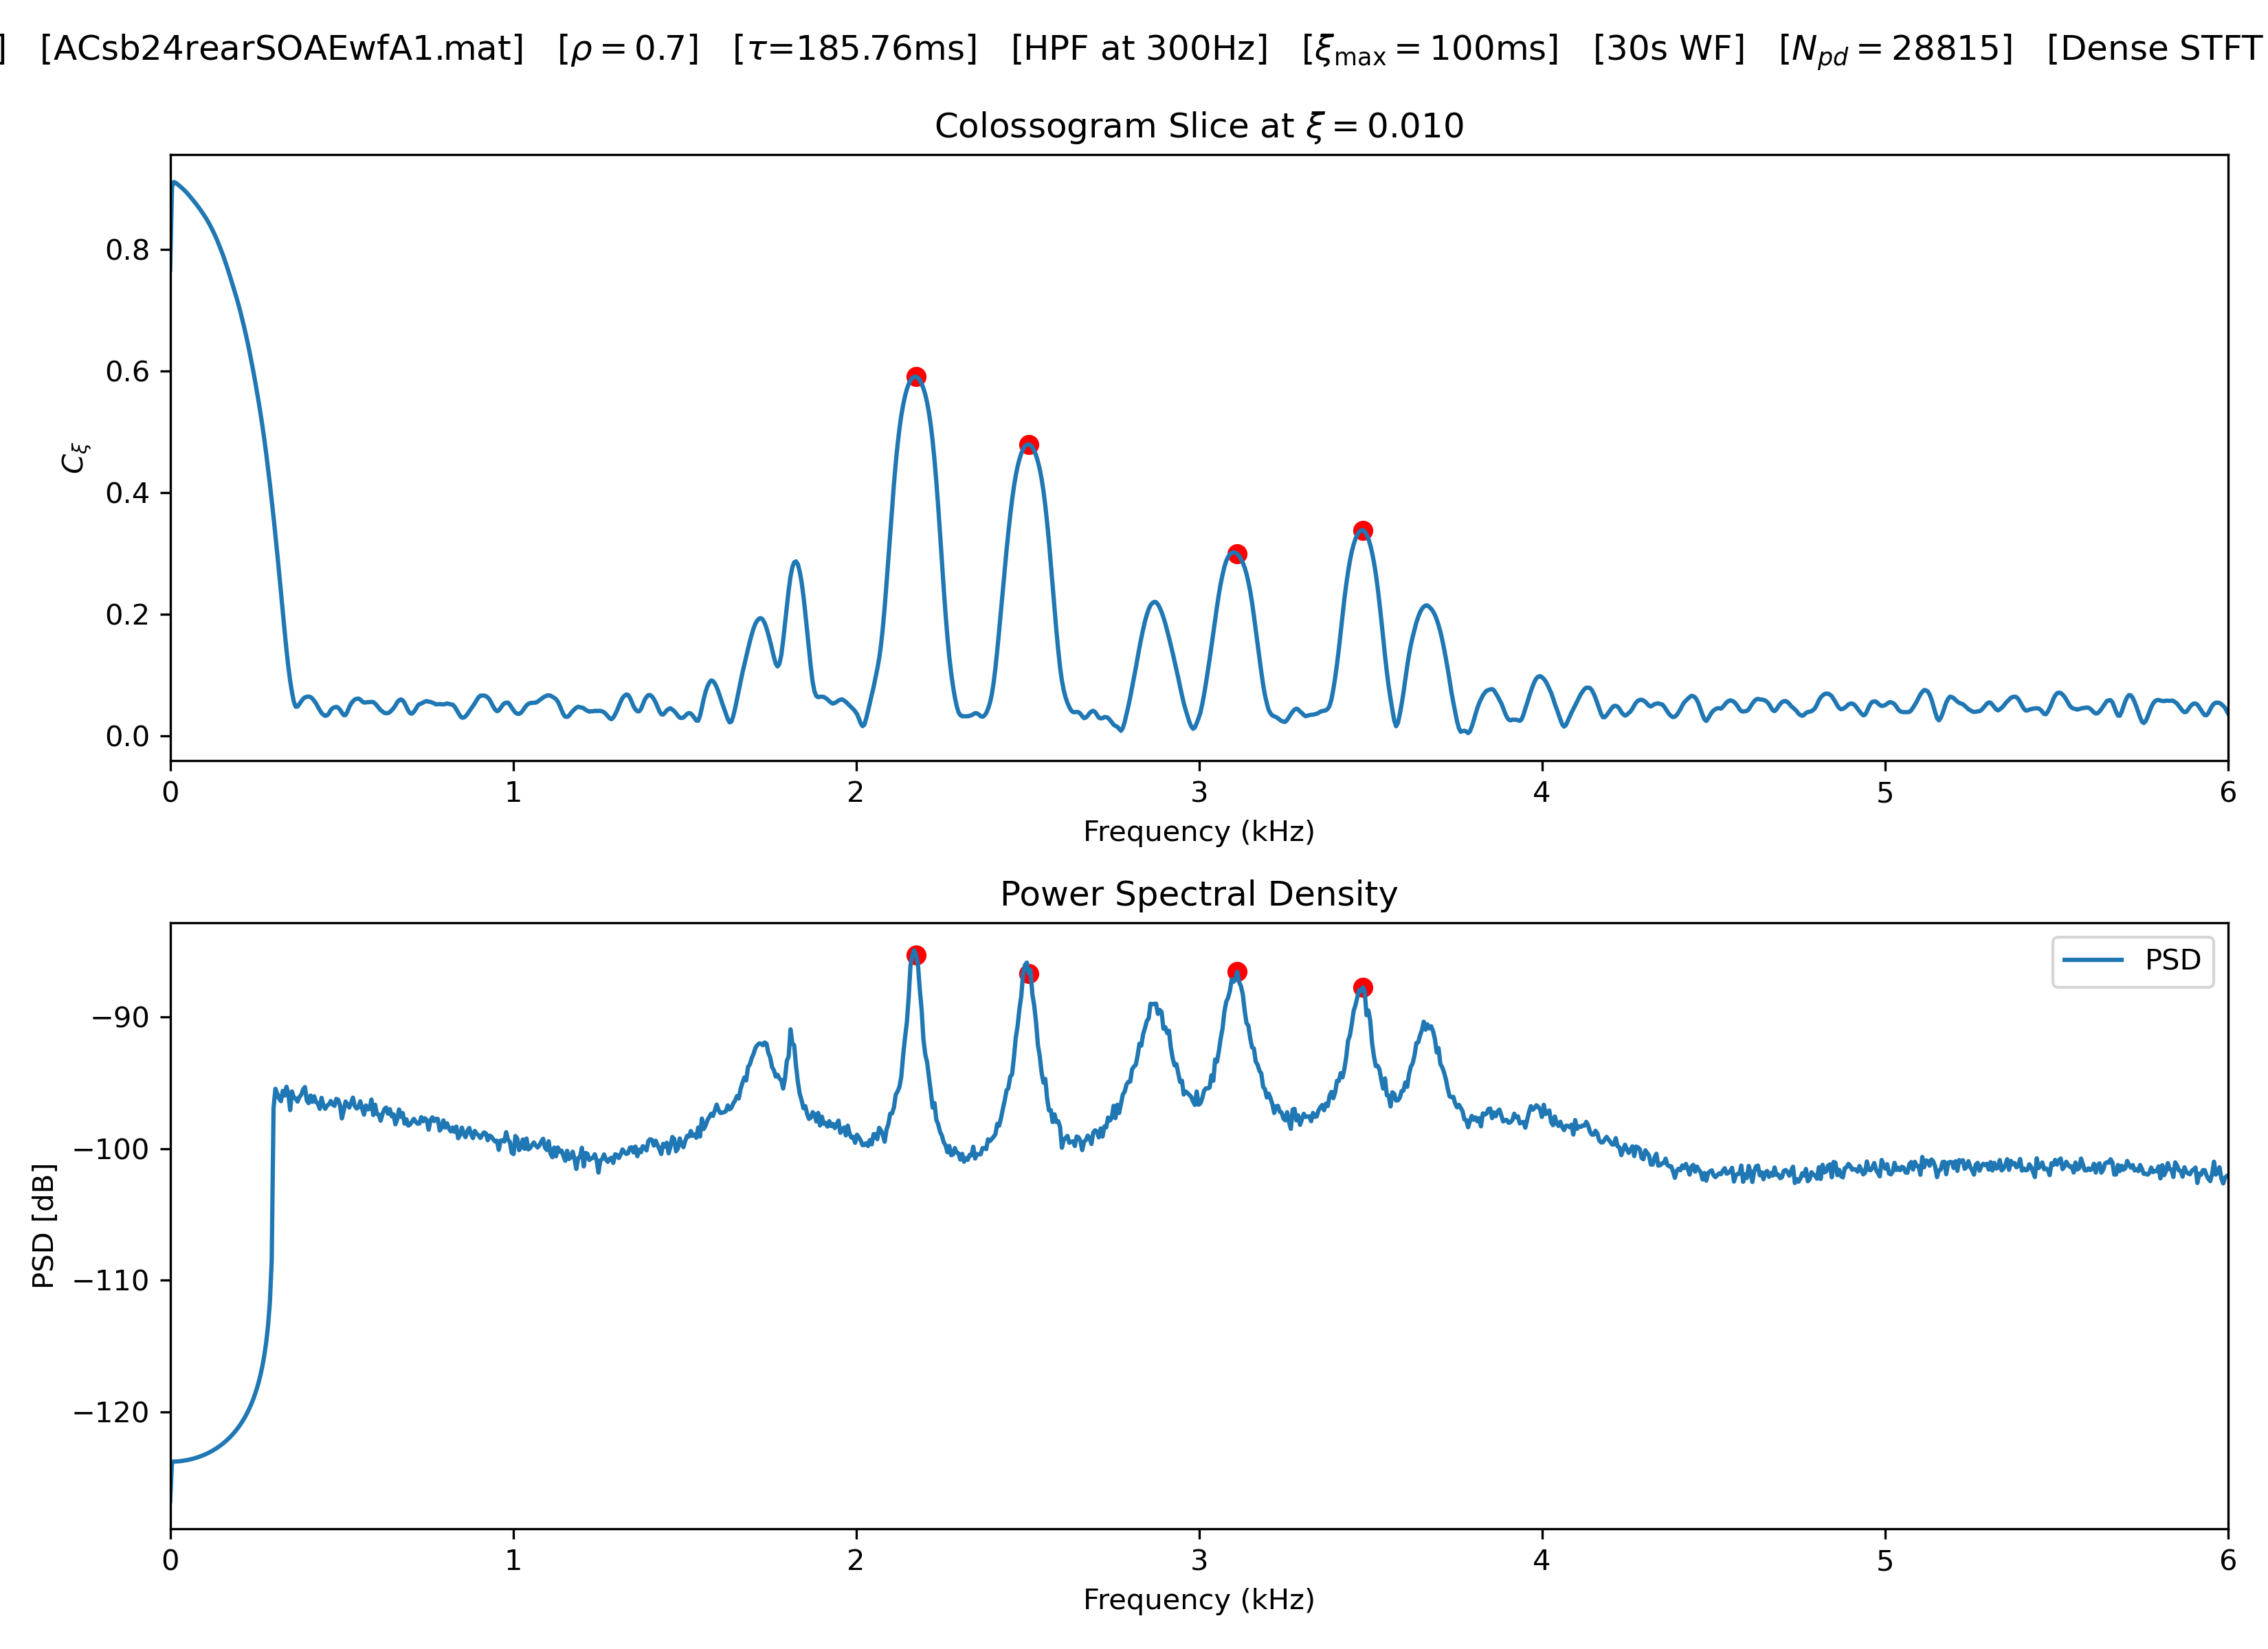 ] [ACsb24rearSOAEwfA1.mat] [ρ = 0.7] [τ=185.76ms] [HPF at 300Hz] [ξmax = 100ms] [30s WF] [Npd = 28815] [Dense STFT
Colossogram Slice at ξ = 0.010
Cξ
0.8
0.6
0.4
0.2
0.0
0 1 2 3 4 5 6
Frequency (kHz)
Power Spectral Density
PSD
PSD [dB]
−90
−100
−110
−120
0 1 2 3 4 5 6
Frequency (kHz)